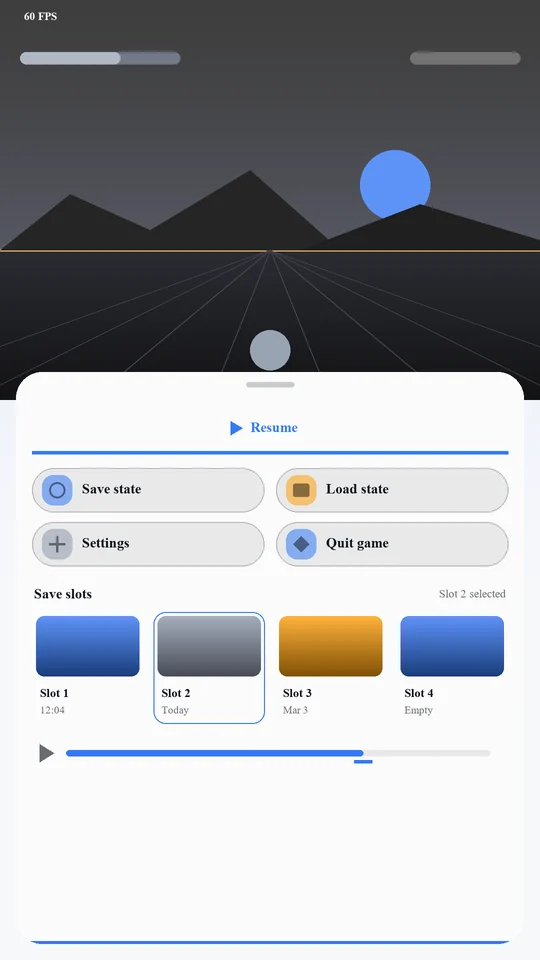 60 FPS
Resume
Save state
Load state
Settings
Quit game
Save slots
Slot 2 selected
Slot 1
12:04
Slot 2
Today
Slot 3
Mar 3
Slot 4
Empty